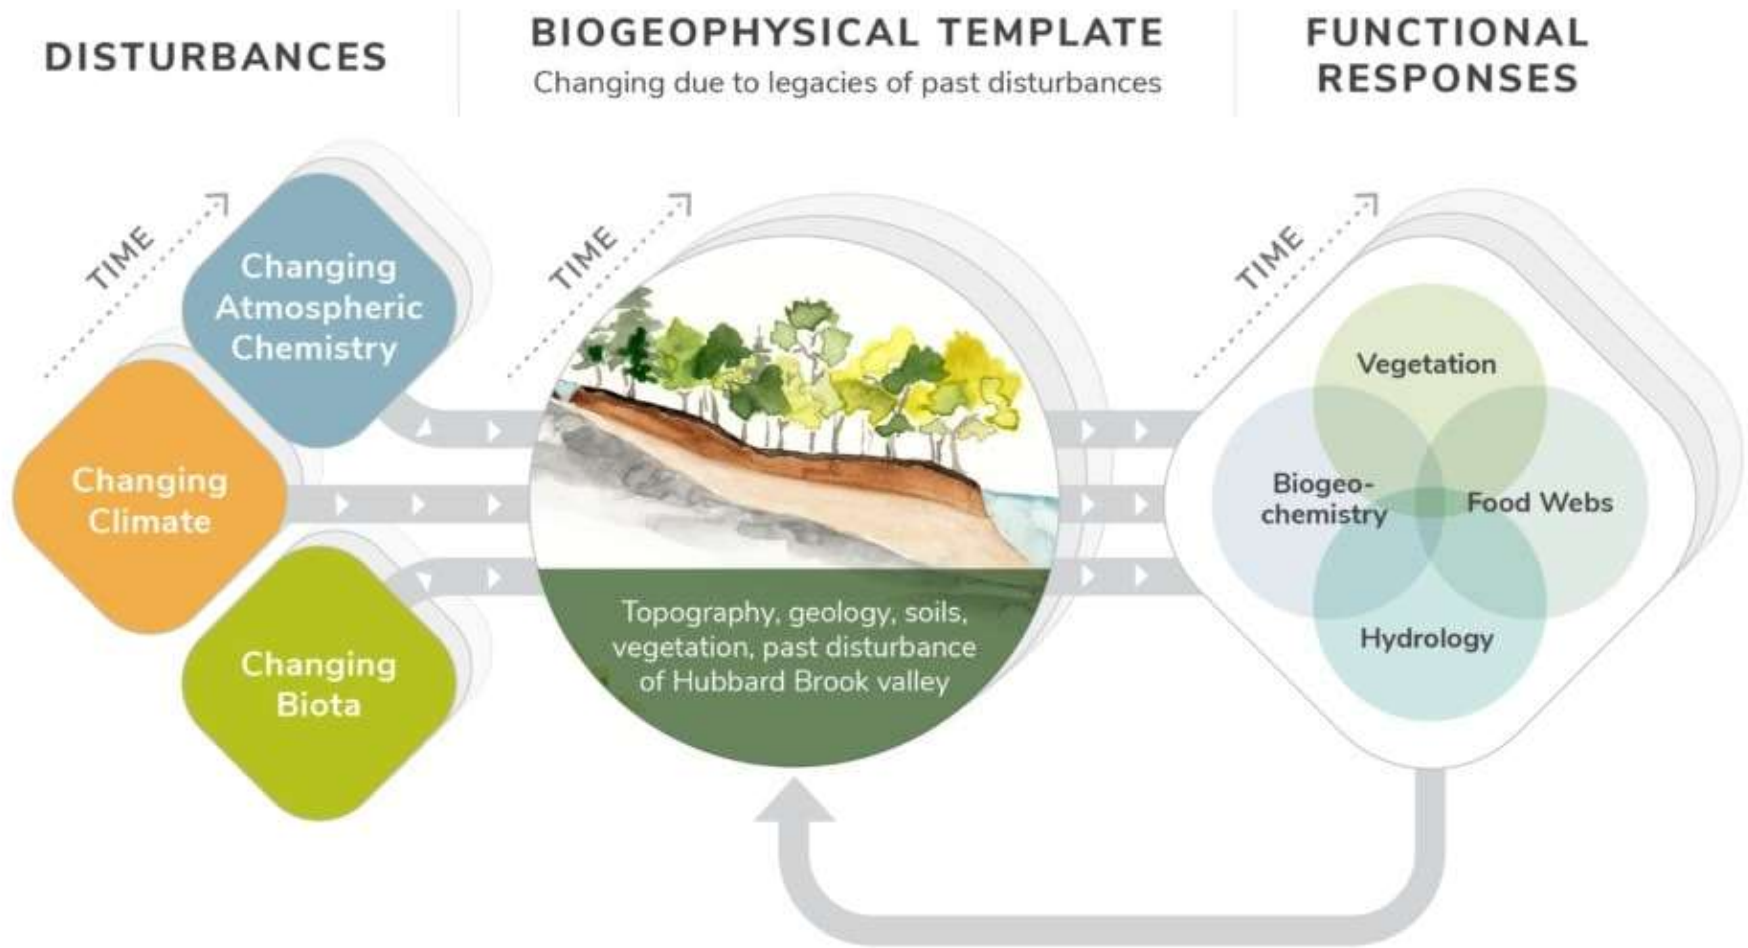 DISTURBANCES
BIOGEOPHYSICAL TEMPLATE
Changing due to legacies of past disturbances
FUNCTIONAL
RESPONSES
TIME
Changing
Atmospheric
Chemistry
Changing
Climate
Changing
Biota
TIME
Topography, geology, soils,
vegetation, past disturbance
of Hubbard Brook valley
TIME
Vegetation
Biogeo-
chemistry
Food Webs
Hydrology